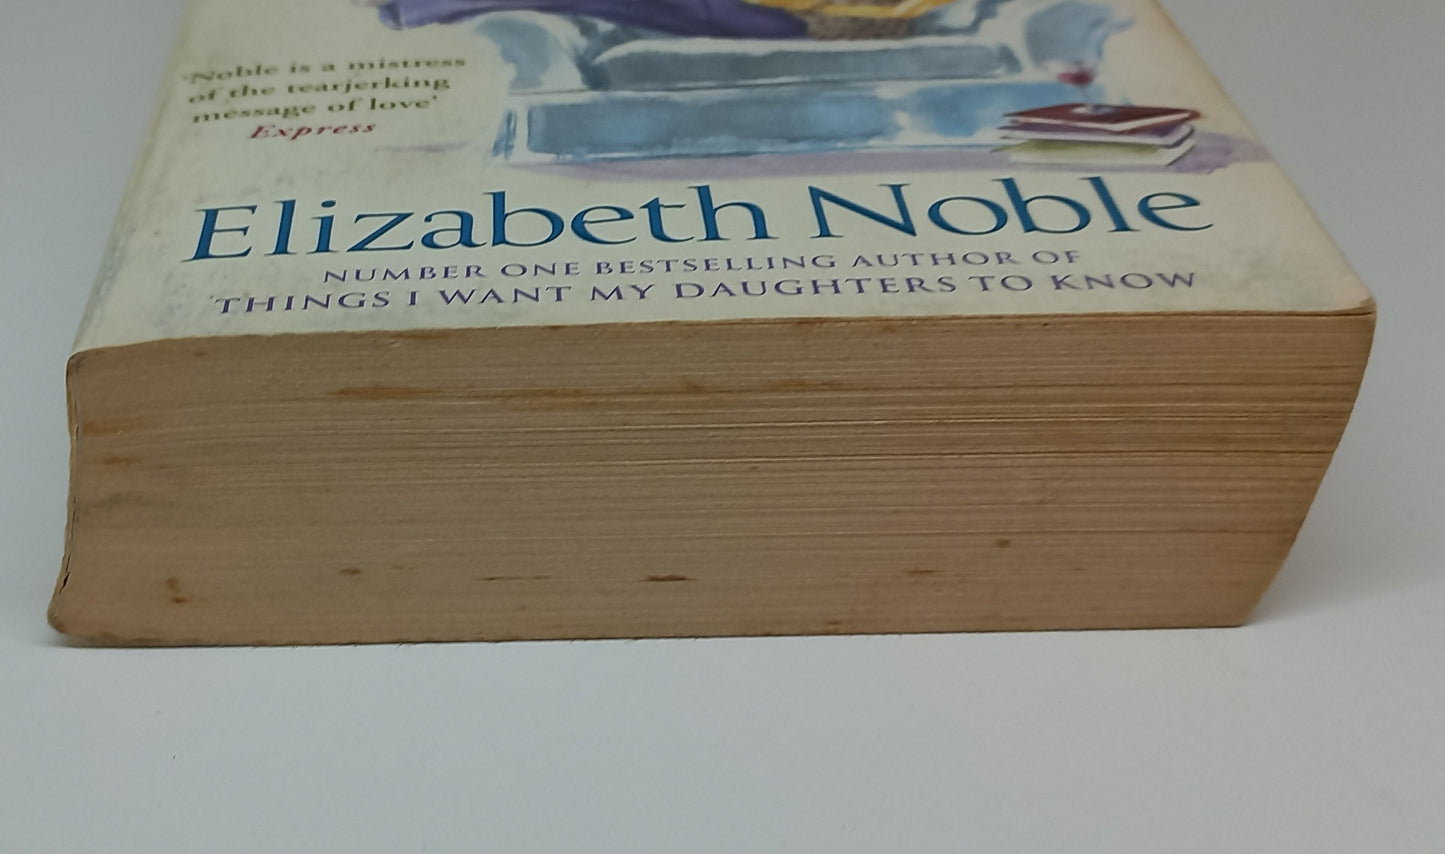 'Noble is a mistress
of the tearjerking
message of love'
Express
Elizabeth Noble
NUMBER ONE BESTSELLING AUTHOR OF
THINGS I WANT MY DAUGHTERS TO KNOW